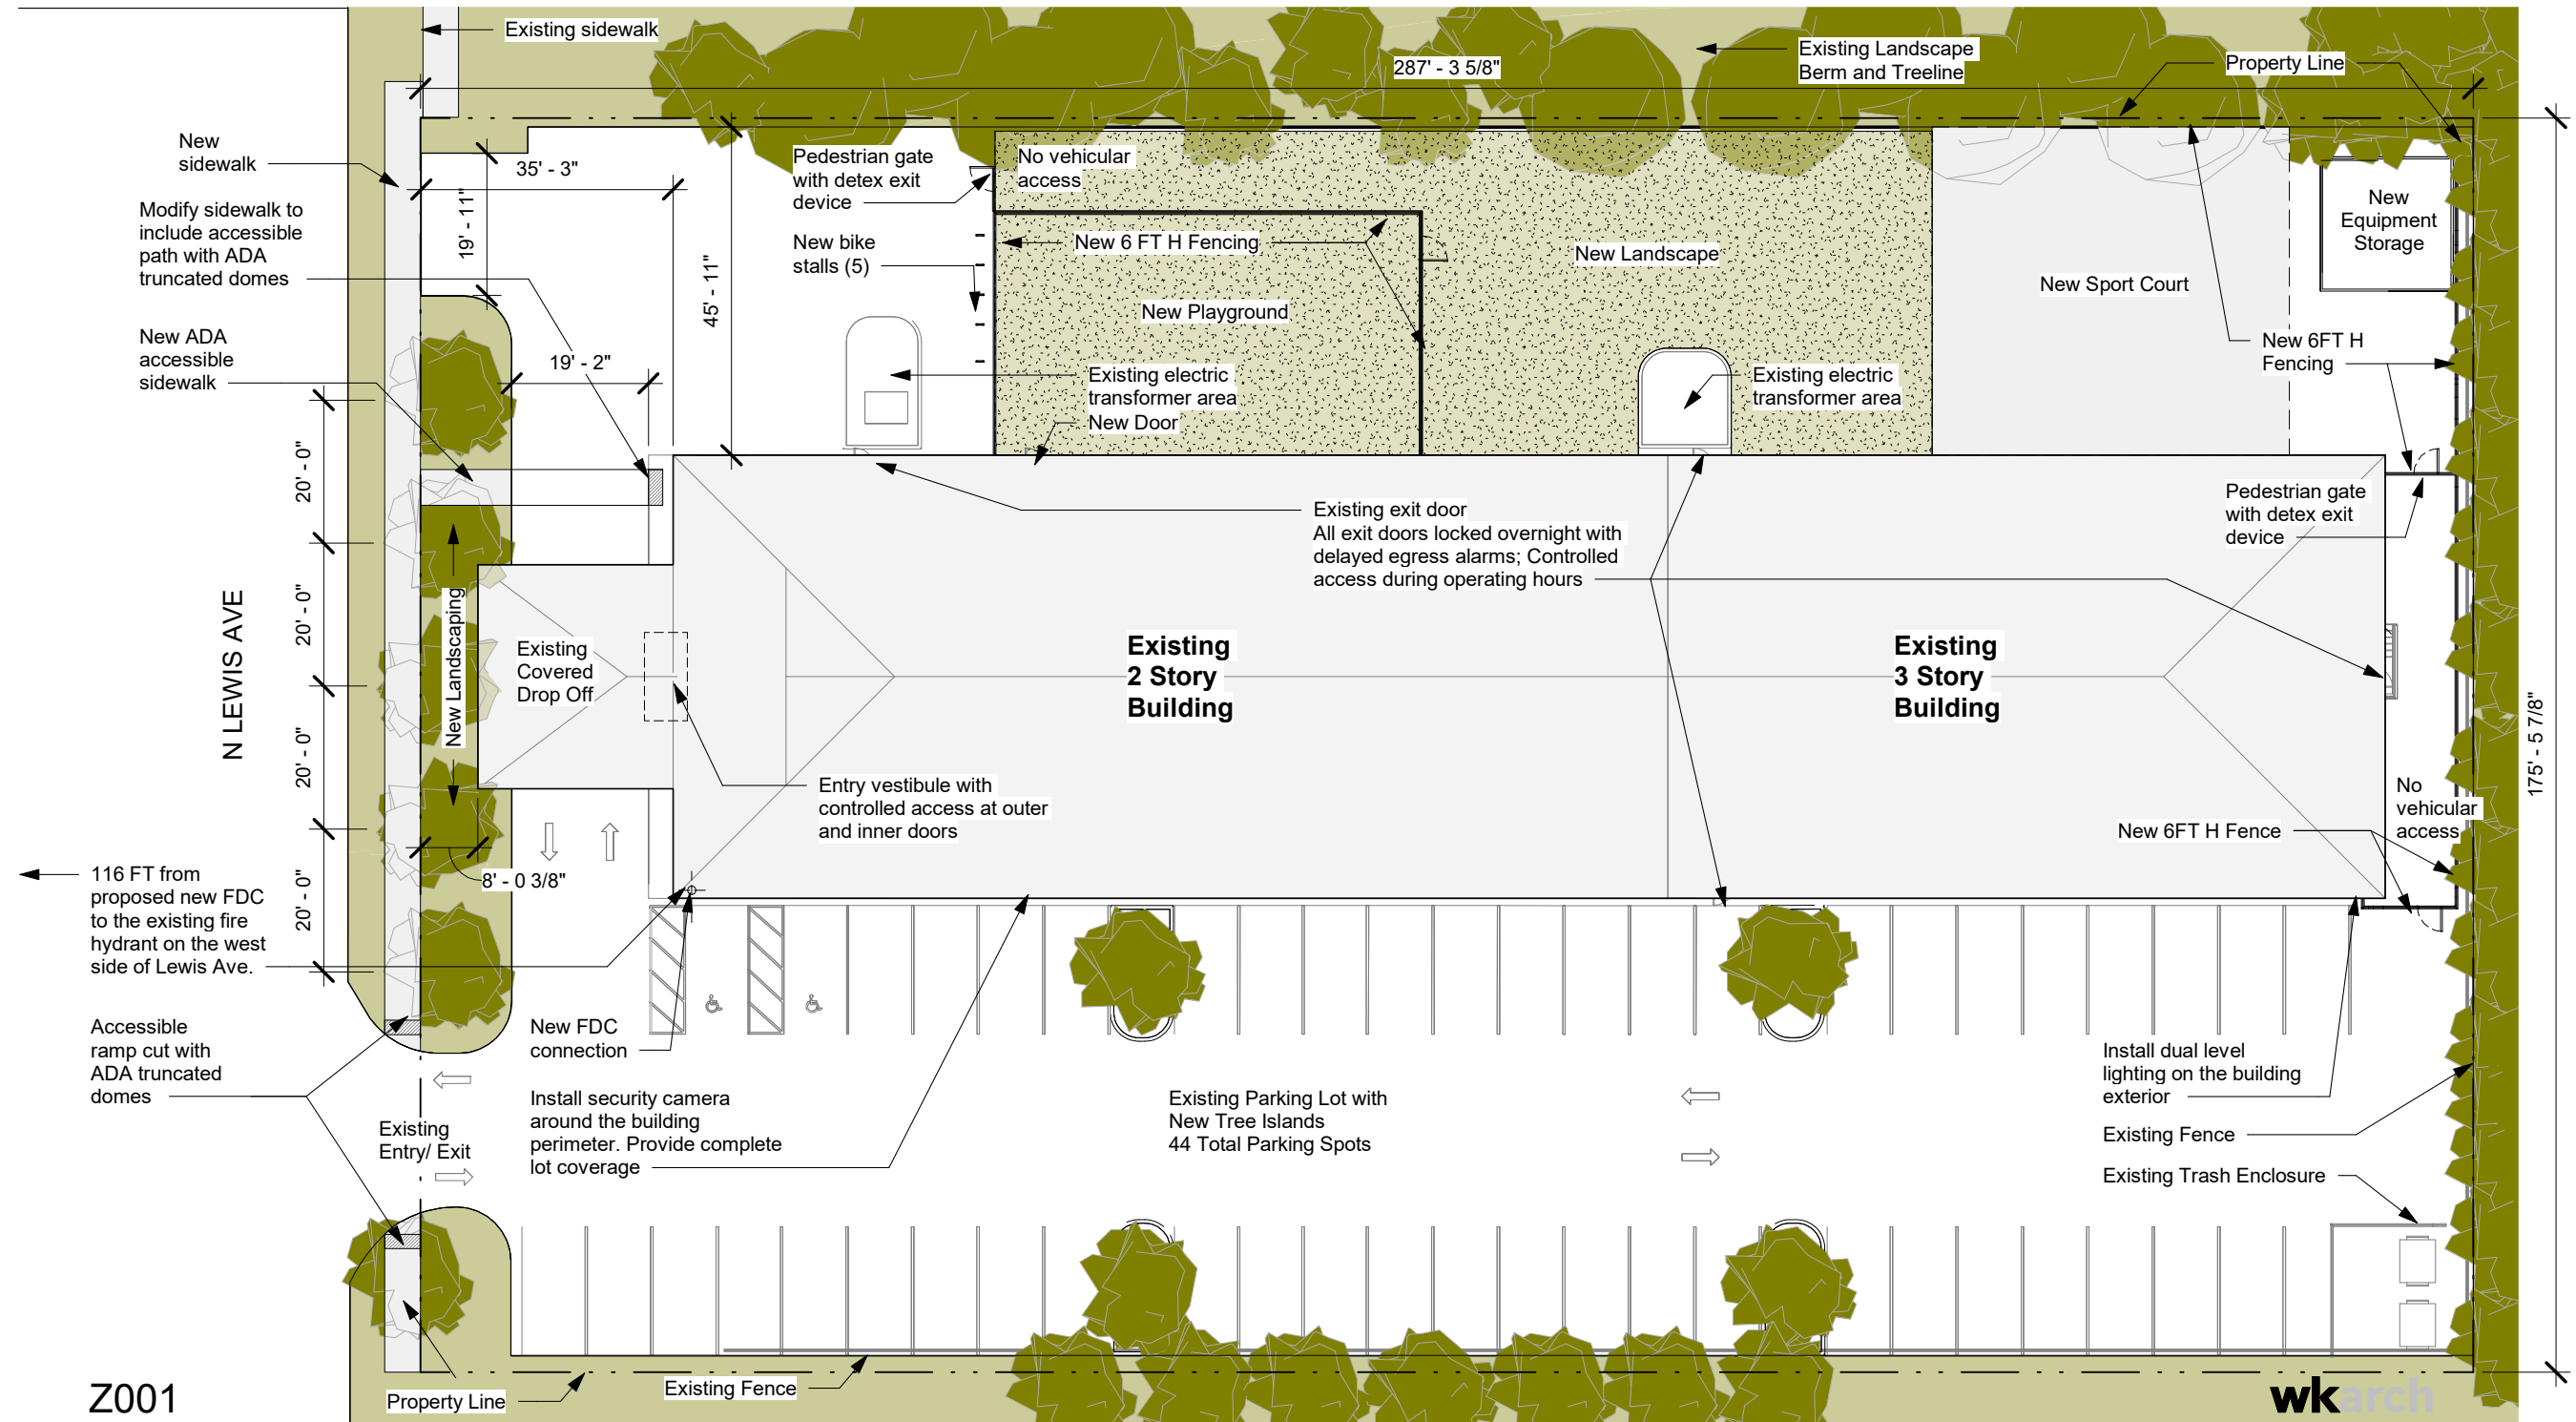 Existing sidewalk
287' - 3 5/8"
Existing Landscape
Berm and Treeline
Property Line
New
sidewalk
35' - 3"
19' - 11"
Pedestrian gate
with detex exit
device
No vehicular
access
Modify sidewalk to
include accessible
path with ADA
truncated domes
45' - 11"
New bike
stalls (5)
New 6 FT H Fencing
New Landscape
New Playground
New Sport Court
New
Equipment
Storage
New ADA
accessible
sidewalk
19' - 2"
Existing electric
transformer area
New Door
Existing electric
transformer area
New 6FT H
Fencing
20' - 0"
20' - 0"
20' - 0"
20' - 0"
Existing exit door
All exit doors locked overnight with
delayed egress alarms; Controlled
access during operating hours
Pedestrian gate
with detex exit
device
N LEWIS AVE
New Landscaping
Existing
Covered
Drop Off
Existing
2 Story
Building
Existing
3 Story
Building
175' - 5 7/8"
Entry vestibule with
controlled access at outer
and inner doors
No
vehicular
access
New 6FT H Fence
8' - 0 3/8"
116 FT from
proposed new FDC
to the existing fire
hydrant on the west
side of Lewis Ave.
Accessible
ramp cut with
ADA truncated
domes
New FDC
connection
Install security camera
around the building
perimeter. Provide complete
lot coverage
Existing Parking Lot with
New Tree Islands
44 Total Parking Spots
Install dual level
lighting on the building
exterior
Existing Fence
Existing Trash Enclosure
Existing
Entry/ Exit
Z001
Property Line
Existing Fence
wkarch